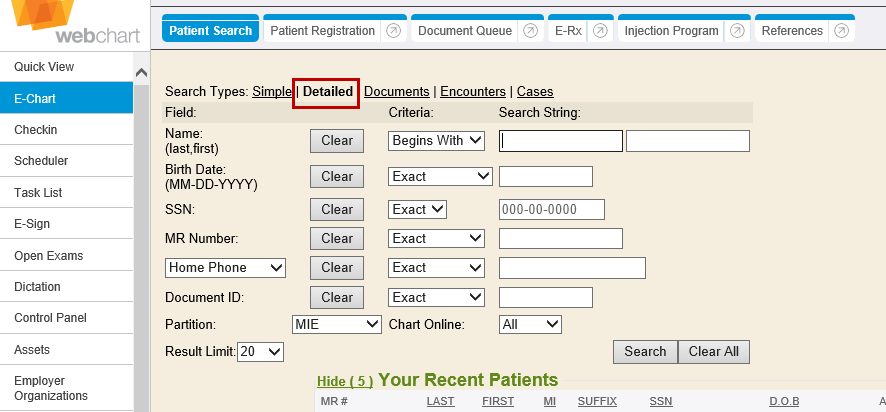 webchart
Patient Search Patient Registration Document Queue E-Rx Injection Program References
Quick View
E-Chart
Checkin
Scheduler
Task List
E-Sign
Open Exams
Dictation
Control Panel
Assets
Employer
Organizations
Search Types: Simple | Detailed | Documents | Encounters | Cases
Field: Criteria: Search String:
Name:
(last,first) Clear Begins With
Birth Date:
(MM-DD-YYYY) Clear Exact
SSN: Clear Exact 000-00-0000
MR Number: Clear Exact
Home Phone Clear Exact
Document ID: Clear Exact
Partition: MIE Chart Online: All
Result Limit: 20 Search Clear All
Hide ( 5 ) Your Recent Patients
MR # LAST FIRST MI SUFFIX SSN D.O.B A